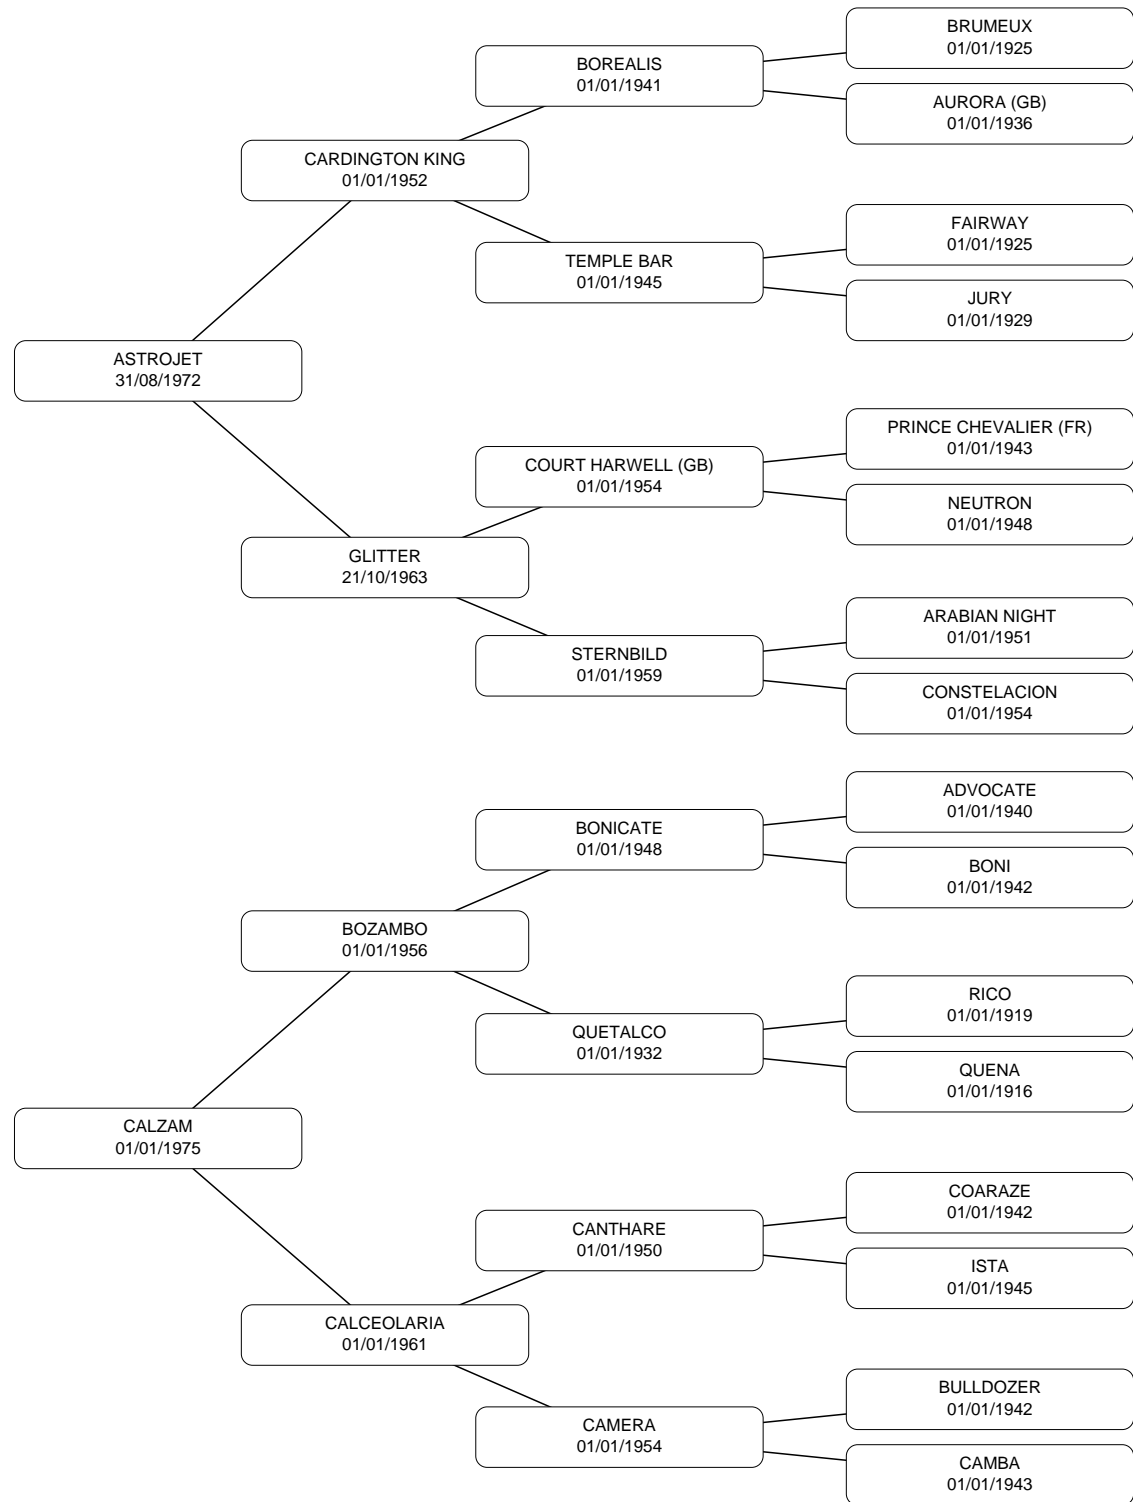 BRUMEUX
01/01/1925
BOREALIS
01/01/1941
AURORA (GB)
01/01/1936
CARDINGTON KING
01/01/1952
FAIRWAY
01/01/1925
TEMPLE BAR
01/01/1945
JURY
01/01/1929
ASTROJET
31/08/1972
PRINCE CHEVALIER (FR)
01/01/1943
COURT HARWELL (GB)
01/01/1954
NEUTRON
01/01/1948
GLITTER
21/10/1963
ARABIAN NIGHT
01/01/1951
STERNBILD
01/01/1959
CONSTELACION
01/01/1954
ADVOCATE
01/01/1940
BONICATE
01/01/1948
BONI
01/01/1942
BOZAMBO
01/01/1956
RICO
01/01/1919
QUETALCO
01/01/1932
QUENA
01/01/1916
CALZAM
01/01/1975
COARAZE
01/01/1942
CANTHARE
01/01/1950
ISTA
01/01/1945
CALCEOLARIA
01/01/1961
BULLDOZER
01/01/1942
CAMERA
01/01/1954
CAMBA
01/01/1943